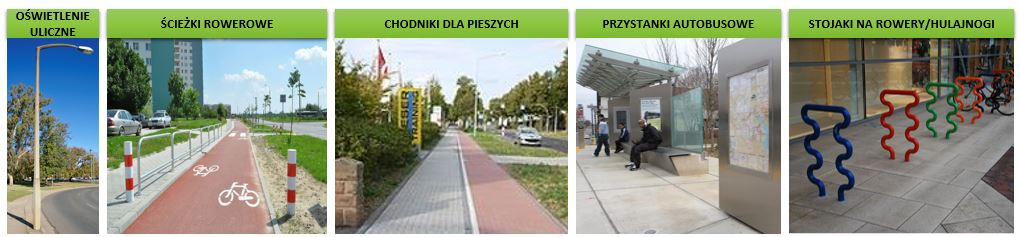 OŚWIETLENIE
ULICZNE
ŚCIEŻKI ROWEROWE
CHODNIKI DLA PIESZYCH
PRZYSTANKI AUTOBUSOWE
STOJAKI NA ROWERY/HULAJNOGI